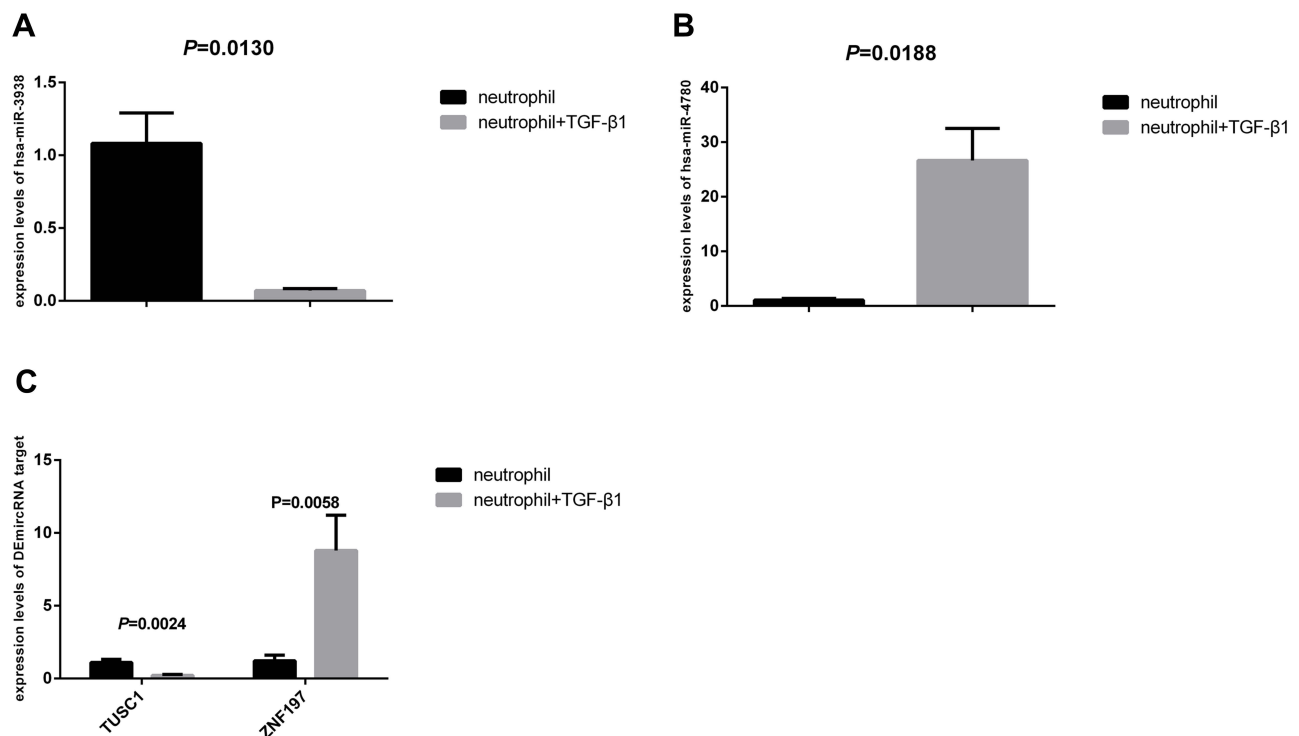 A
P=0.0130
expression levels of hsa-miR-3938
1.5
1.0
0.5
0.0
neutrophil
neutrophil+TGF-β1
B
P=0.0188
expression levels of hsa-miR-4780
40
30
20
10
0
neutrophil
neutrophil+TGF-β1
C
expression levels of DEmircRNA target
15
10
5
0
P=0.0024
P=0.0058
TUSC1
ZNF197
neutrophil
neutrophil+TGF-β1